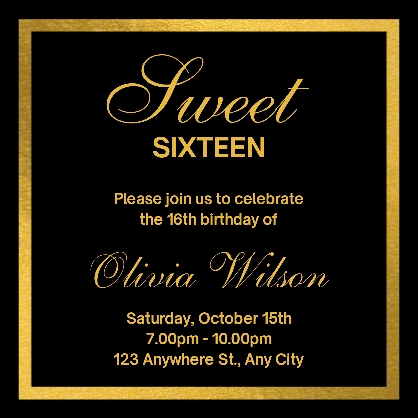 Sweet
SIXTEEN
Please join us to celebrate
the 16th birthday of
Olivia Wilson
Saturday, October 15th
7.00pm - 10.00pm
123 Anywhere St., Any City